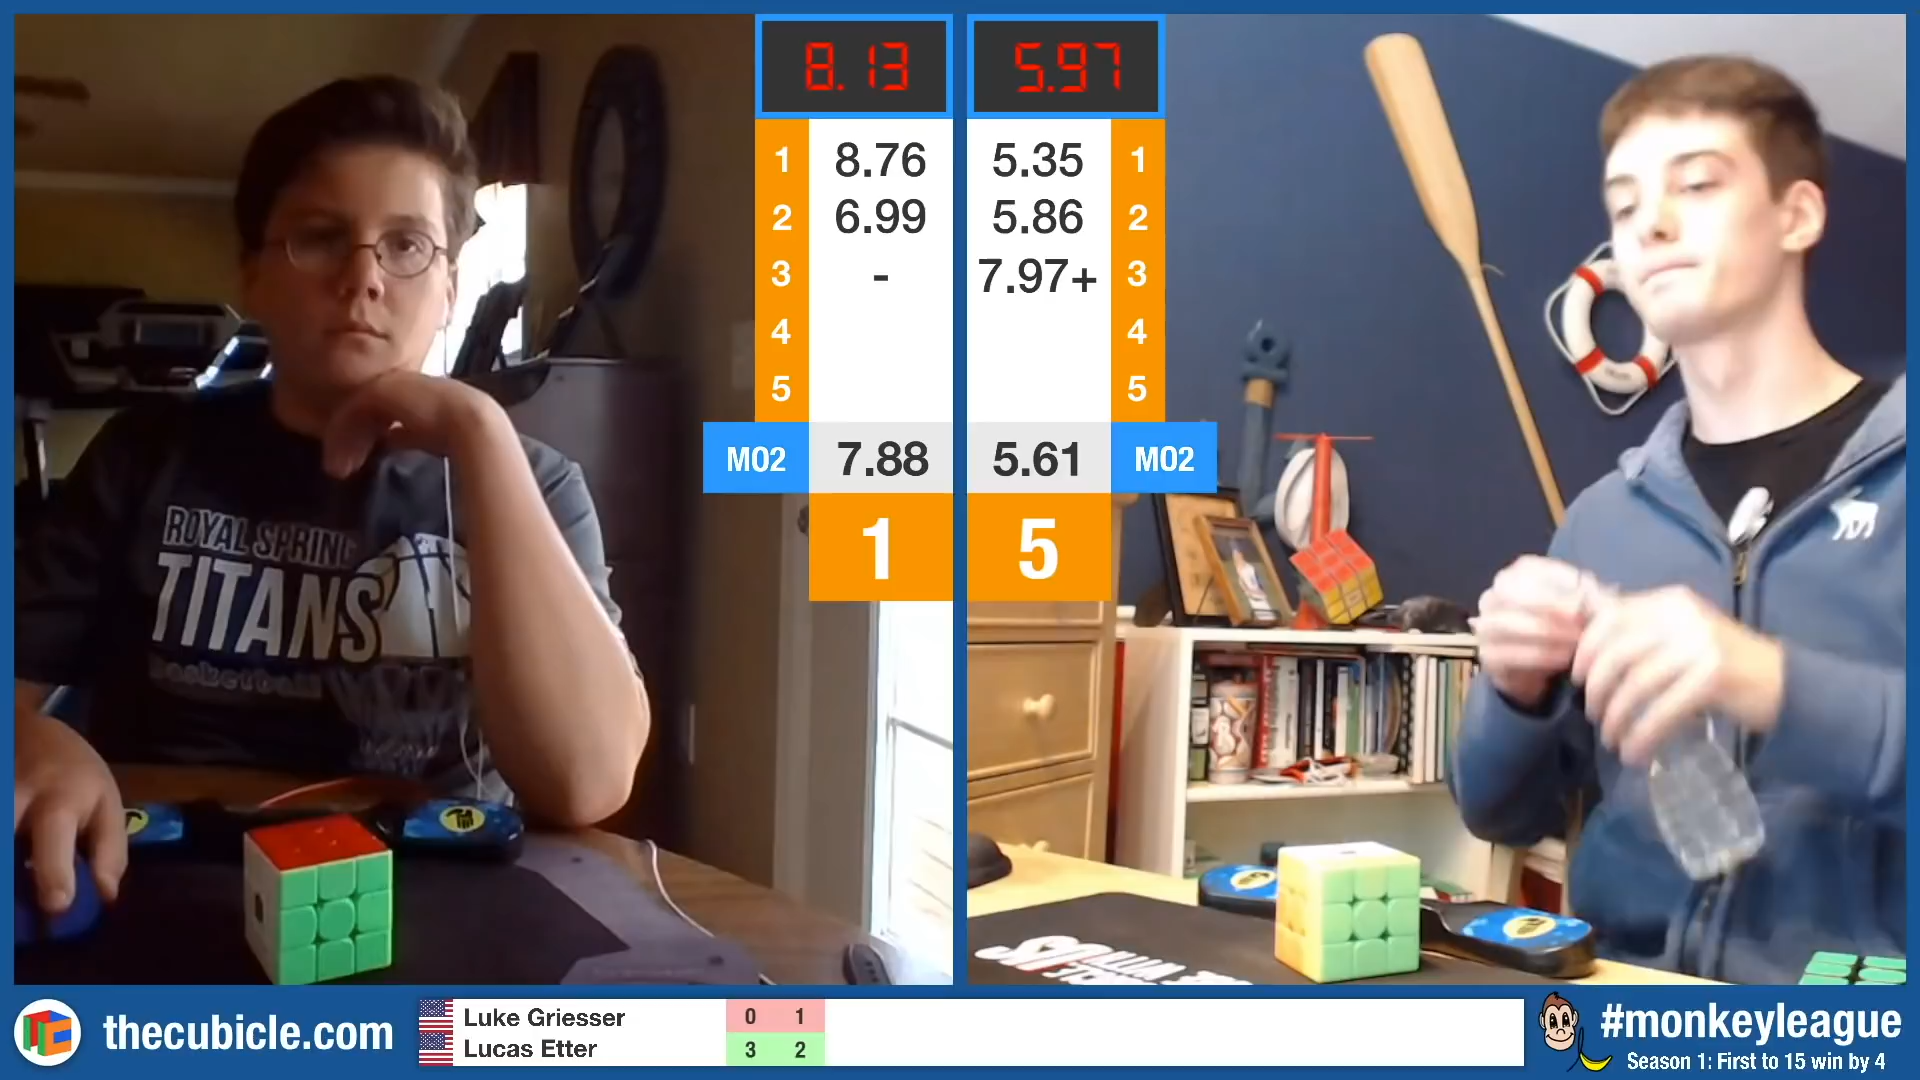 8.13
5.97
1 8.76 5.35 1
2 6.99 5.86 2
3 - 7.97+ 3
4 4
5 5
MO2 7.88 5.61 MO2
1 5
ROYAL SPRING
TITANS
Basketball
thecubicle.com
Luke Griesser 0 1
Lucas Etter 3 2
#monkeyleague
Season 1: First to 15 win by 4